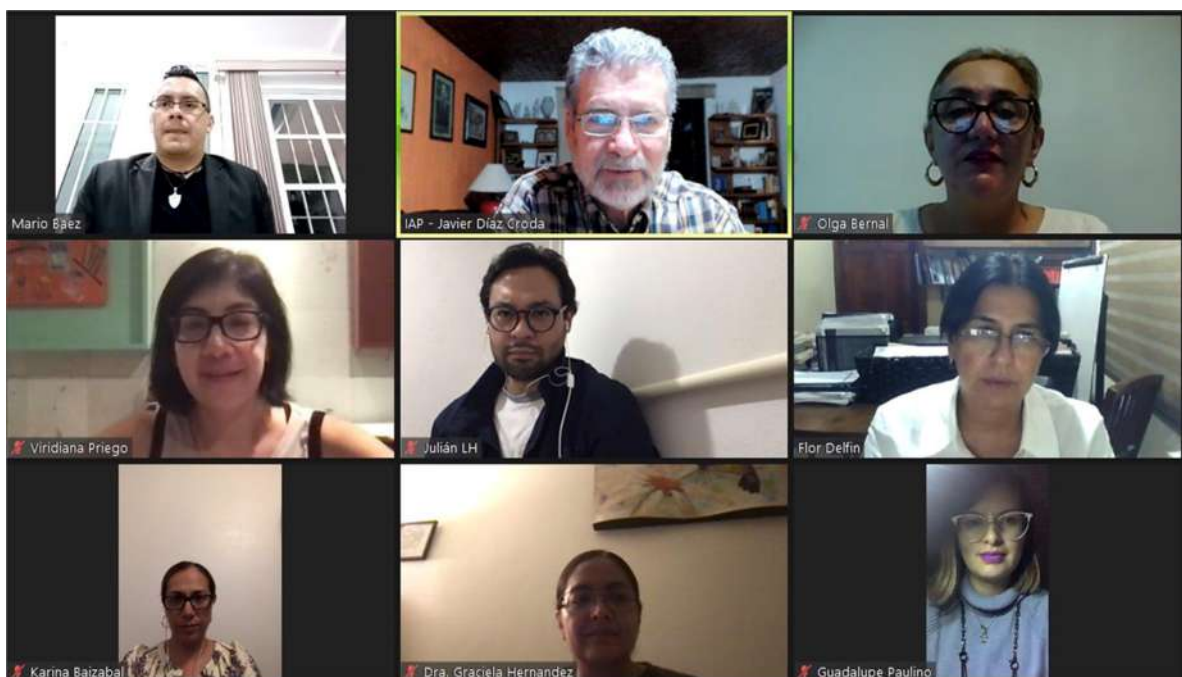 Mario Báez
IAP - Javier Díaz Croda
Olga Bernal
Viridiana Priego
Julián LH
Flor Delfin
Karina Baizabal
Dra. Graciela Hernandez
Guadalupe Paulino